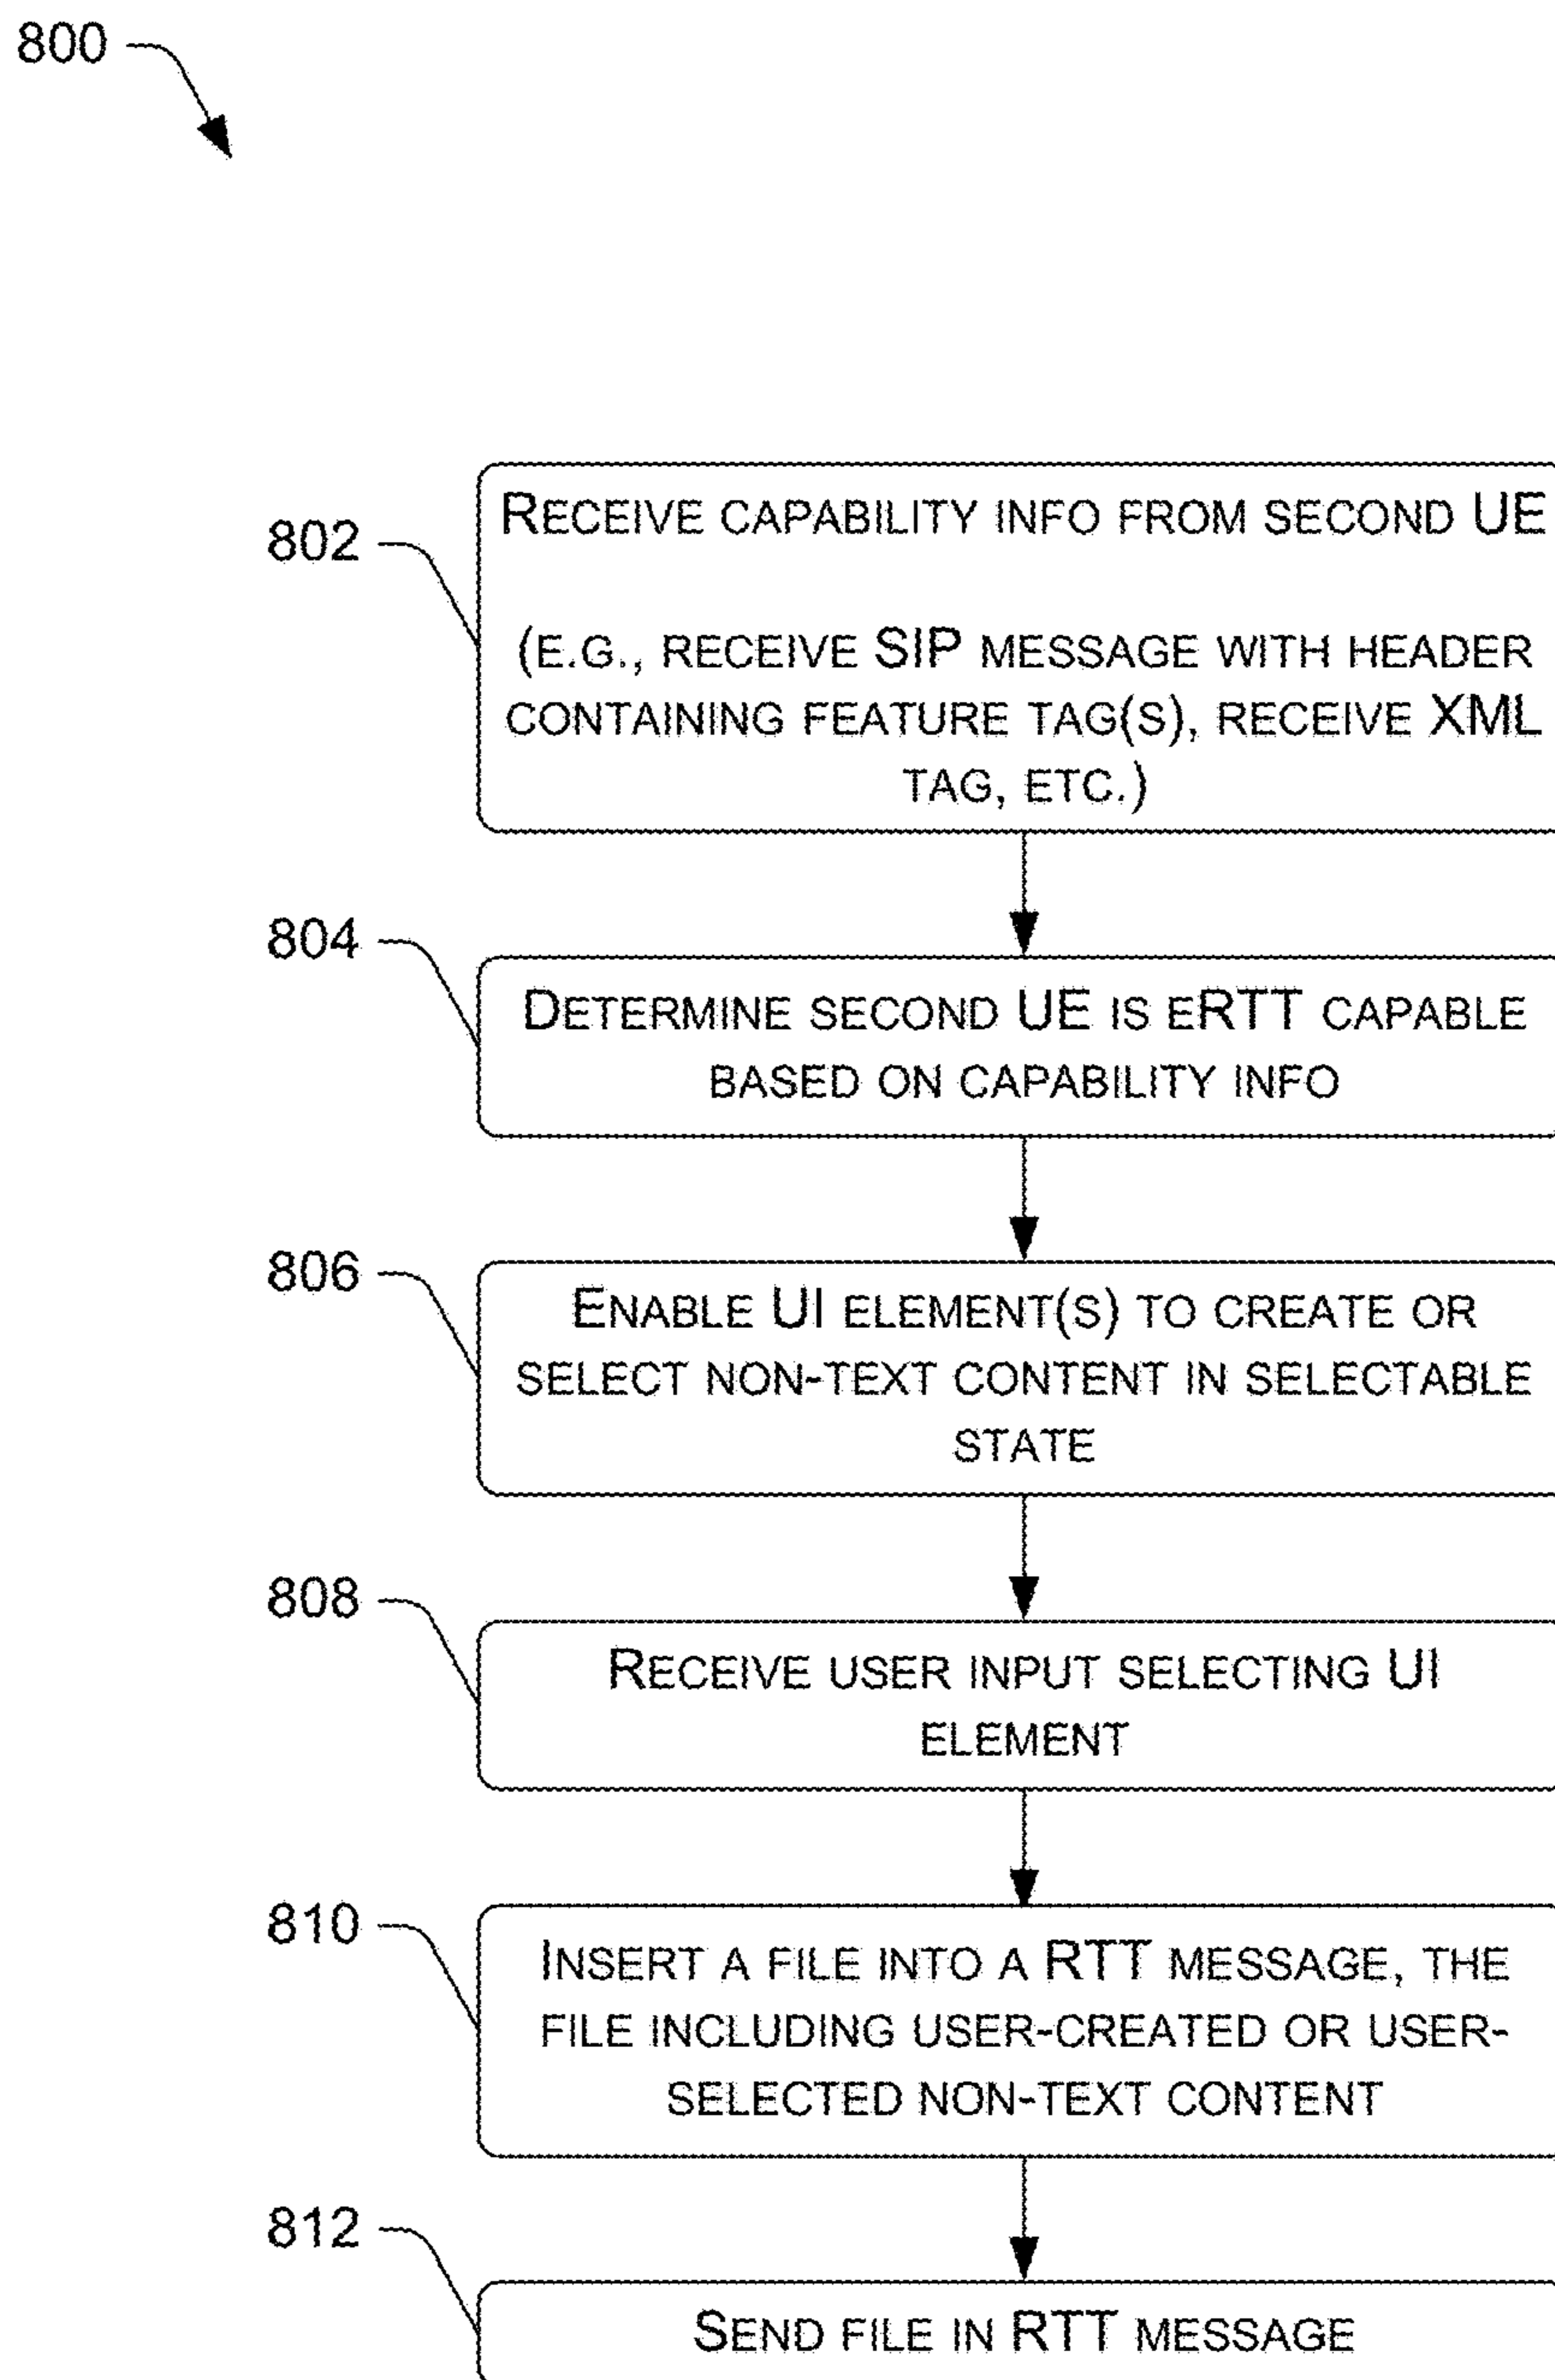 800
802
RECEIVE CAPABILITY INFO FROM SECOND UE
(E.G., RECEIVE SIP MESSAGE WITH HEADER
CONTAINING FEATURE TAG(S), RECEIVE XML
TAG, ETC.)
804
DETERMINE SECOND UE IS ERTT CAPABLE
BASED ON CAPABILITY INFO
806
ENABLE UI ELEMENT(S) TO CREATE OR
SELECT NON-TEXT CONTENT IN SELECTABLE
STATE
808
RECEIVE USER INPUT SELECTING UI
ELEMENT
810
INSERT A FILE INTO A RTT MESSAGE, THE
FILE INCLUDING USER-CREATED OR USER-
SELECTED NON-TEXT CONTENT
812
SEND FILE IN RTT MESSAGE